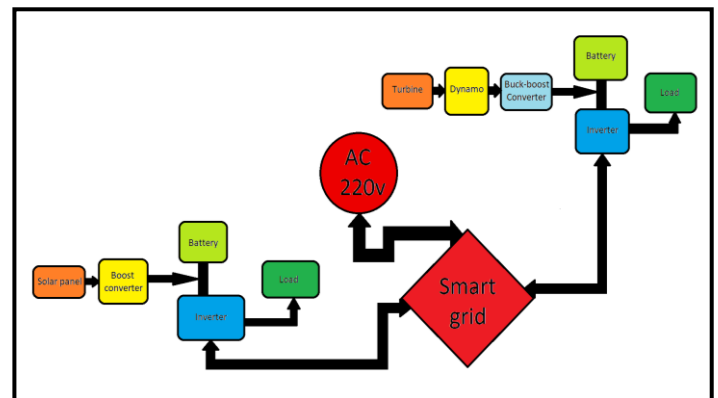 Battery
Turbine
Dynamo
Buck-boost
Converter
Load
Inverter
AC
220v
Battery
Solar panel
Boost
converter
Load
Inverter
Smart
grid